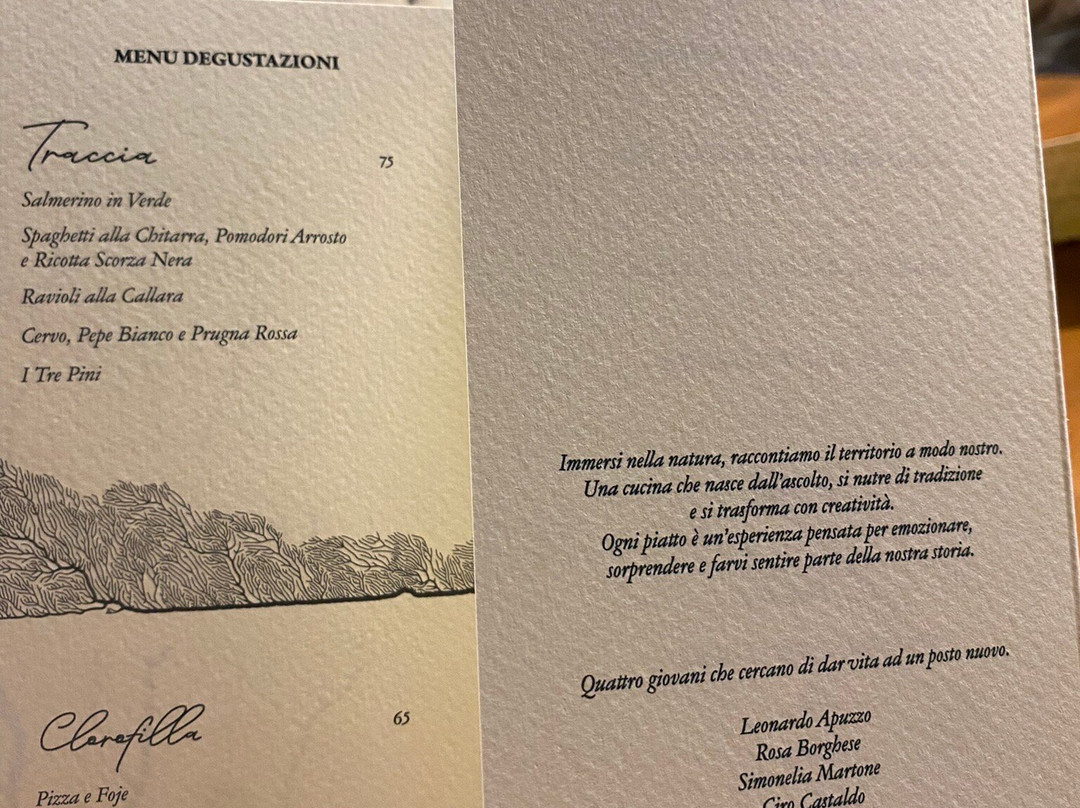 MENU DEGUSTAZIONI
Traccia 75
Salmerino in Verde
Spaghetti alla Chitarra, Pomodori Arrosto
e Ricotta Scorza Nera
Ravioli alla Callara
Cervo, Pepe Bianco e Prugna Rossa
I Tre Pini
Clorofilla 65
Pizza e Foje
Immersi nella natura, raccontiamo il territorio a modo nostro.
Una cucina che nasce dall'ascolto, si nutre di tradizione
e si trasforma con creatività.
Ogni piatto è un'esperienza pensata per emozionare,
sorprendere e farvi sentire parte della nostra storia.
Quattro giovani che cercano di dar vita ad un posto nuovo.
Leonardo Apuzzo
Rosa Borghese
Simonelia Martone
Ciro Castaldo